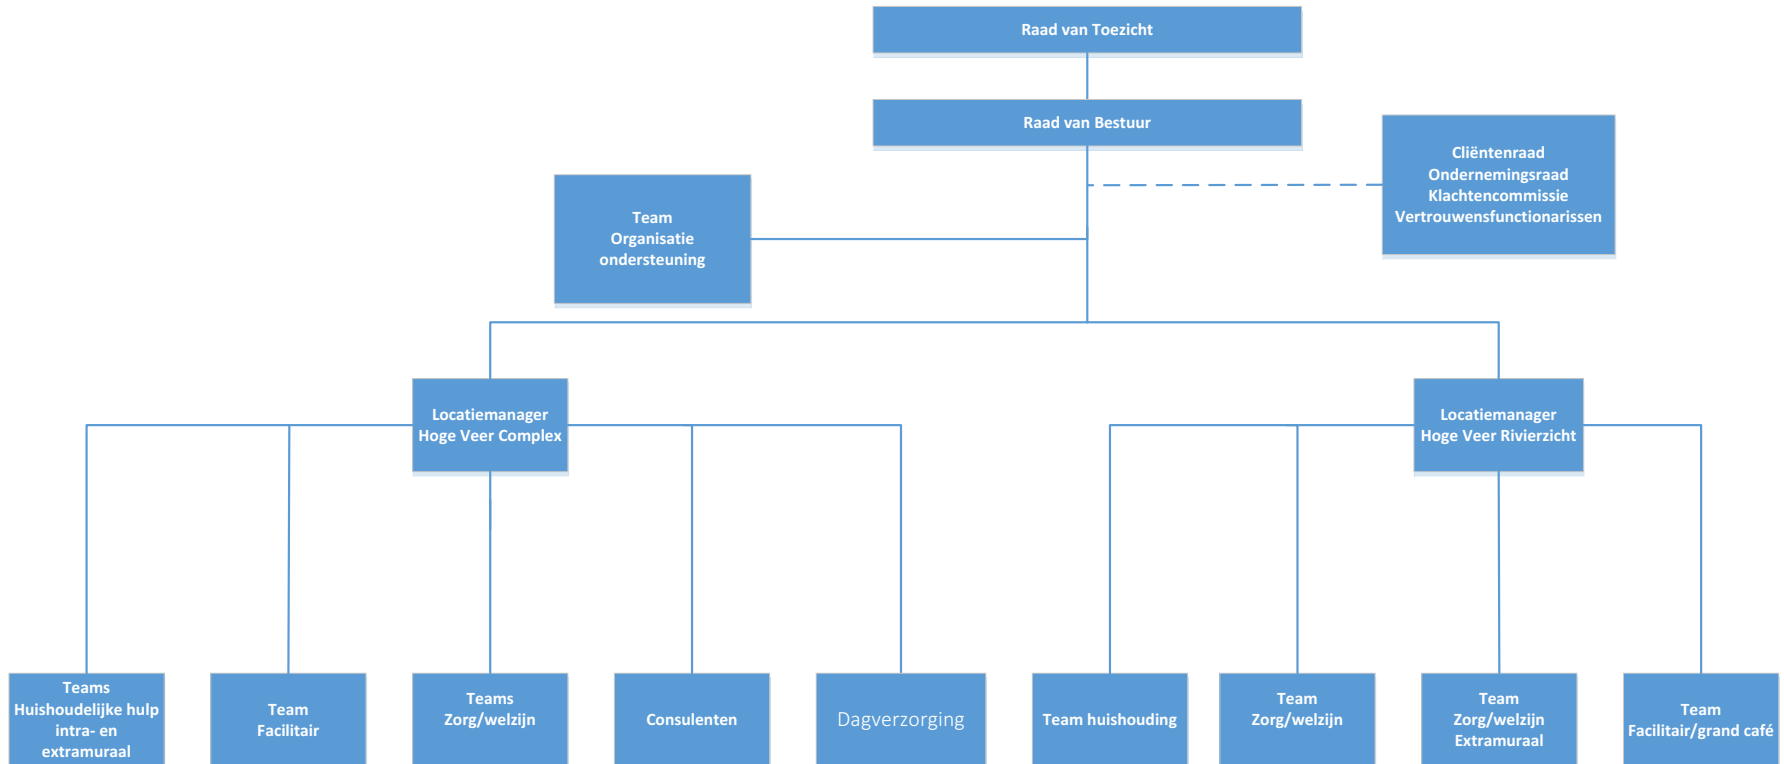 Raad van Toezicht
Raad van Bestuur
Cliëntenraad
Ondernemingsraad
Klachtencommissie
Vertrouwensfunctionarissen
Team
Organisatie
ondersteuning
Locatiemanager
Hoge Veer Complex
Locatiemanager
Hoge Veer Rivierzicht
Teams
Huishoudelijke hulp
intra- en
extramuraal
Team
Facilitair
Teams
Zorg/welzijn
Consulenten
Dagverzorging
Team huishouding
Team
Zorg/welzijn
Team
Zorg/welzijn
Extramuraal
Team
Facilitair/grand café